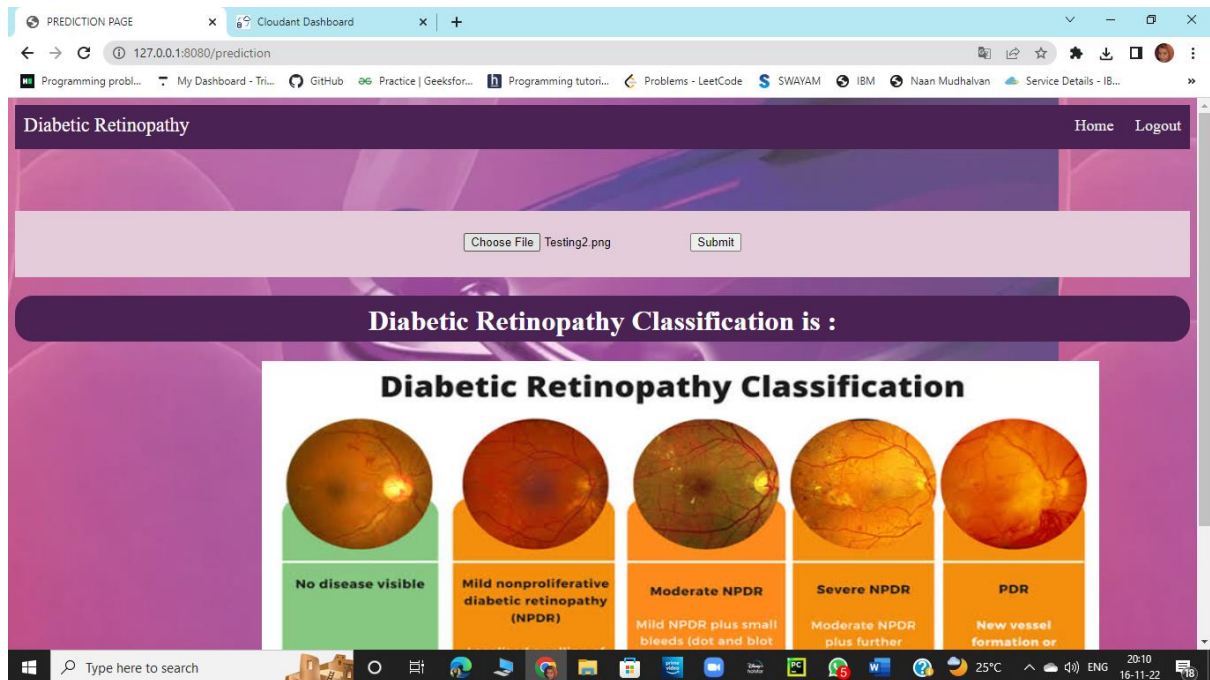 PREDICTION PAGE
Cloudant Dashboard
127.0.0.1:8080/prediction
Programming probl... My Dashboard - Tri... GitHub Practice | Geeksfor... Programming tutori... Problems - LeetCode SWAYAM IBM Naan Mudhalvan Service Details - IB... »
Diabetic Retinopathy Home Logout
Choose File Testing2.png Submit
Diabetic Retinopathy Classification is :
Diabetic Retinopathy Classification
No disease visible
Mild nonproliferative
diabetic retinopathy
(NPDR)
Moderate NPDR
Mild NPDR plus small
bleeds (dot and blot
Severe NPDR
Moderate NPDR
plus further
PDR
New vessel
formation or
Type here to search
25°C ENG 20:10
16-11-22
18